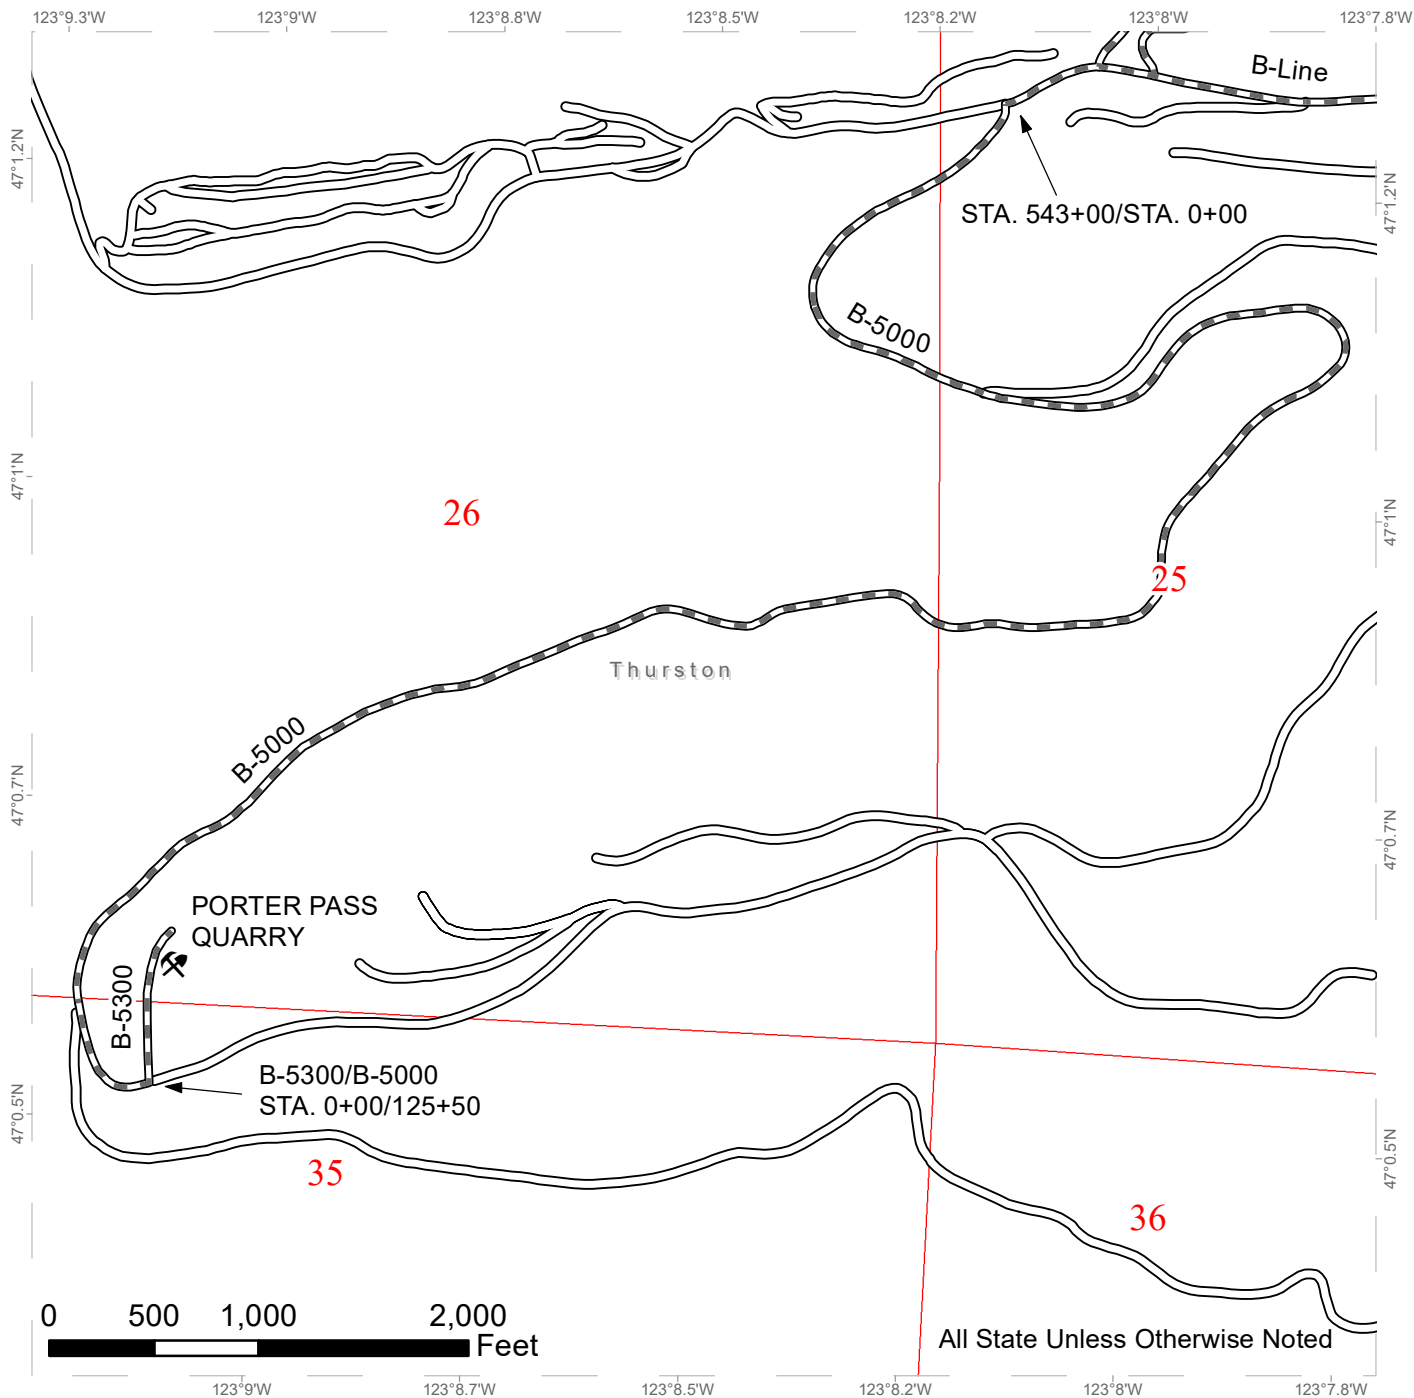 123°9.3'W 123°9'W 123°8.8'W 123°8.5'W 123°8.2'W 123°8'W 123°7.8'W
B-Line
47°1.2'N
47°1.2'N
STA. 543+00/STA. 0+00
B-5000
47°1'N
26
47°1'N
25
Thurston
B-5000
47°0.7'N
47°0.7'N
PORTER PASS
QUARRY
B-5300
B-5300/B-5000
STA. 0+00/125+50
47°0.5'N
47°0.5'N
35
36
0 500 1,000 2,000
Feet
All State Unless Otherwise Noted
123°9'W 123°8.7'W 123°8.5'W 123°8.2'W 123°8'W 123°7.8'W